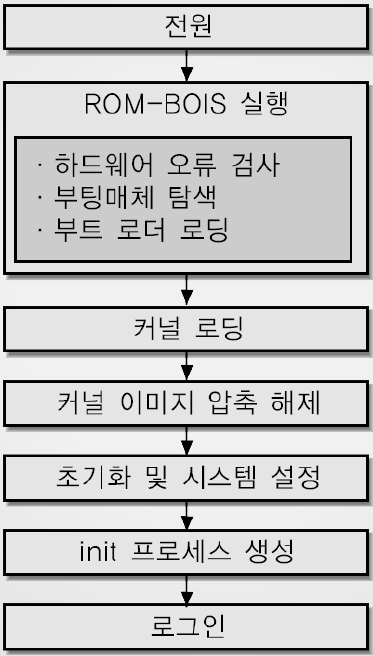 전원
ROM-BOIS 실행
· 하드웨어 오류 검사
· 부팅매체 탐색
· 부트 로더 로딩
커널 로딩
커널 이미지 압축 해제
초기화 및 시스템 설정
init 프로세스 생성
로그인